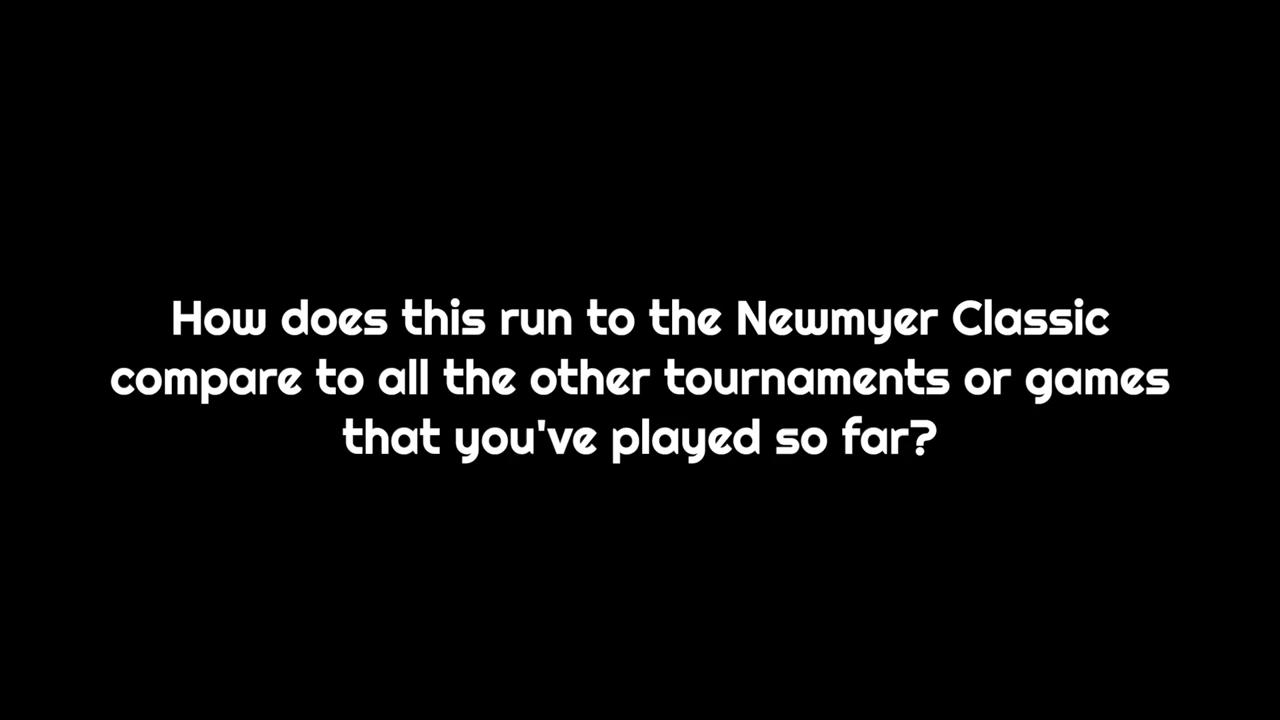 How does this run to the Newmyer Classic
compare to all the other tournaments or games
that you've played so far?